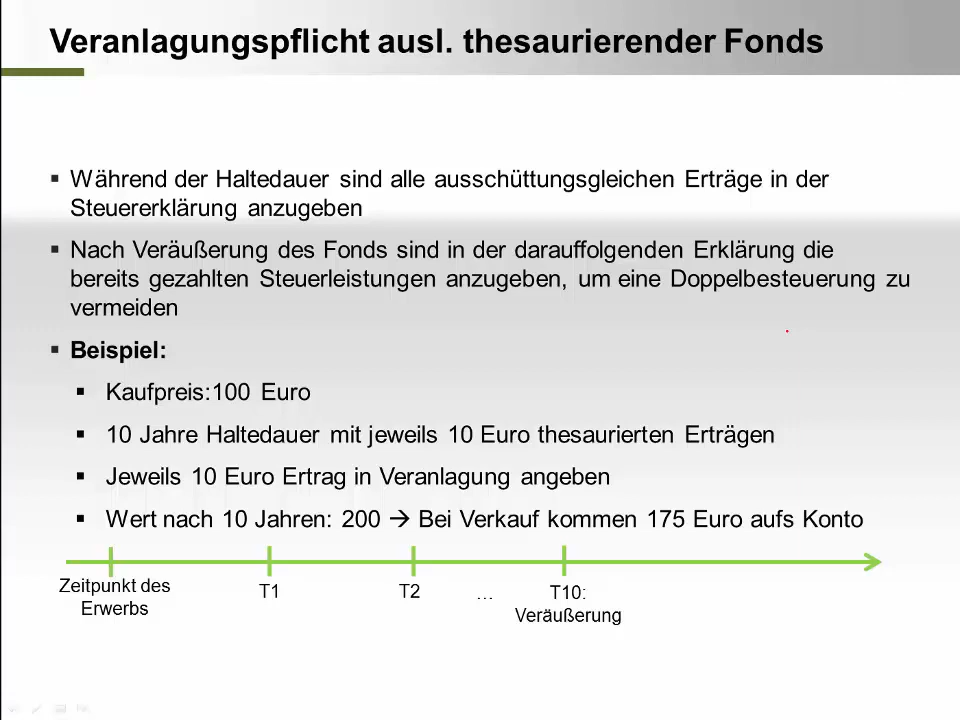 Veranlagungspflicht ausl. thesaurierender Fonds
▪ Während der Haltedauer sind alle ausschüttungsgleichen Erträge in der
Steuererklärung anzugeben
▪ Nach Veräußerung des Fonds sind in der darauffolgenden Erklärung die
bereits gezahlten Steuerleistungen anzugeben, um eine Doppelbesteuerung zu
vermeiden
▪ Beispiel:
▪ Kaufpreis:100 Euro
▪ 10 Jahre Haltedauer mit jeweils 10 Euro thesaurierten Erträgen
▪ Jeweils 10 Euro Ertrag in Veranlagung angeben
▪ Wert nach 10 Jahren: 200 → Bei Verkauf kommen 175 Euro aufs Konto
Zeitpunkt des
Erwerbs
T1
T2
…
T10:
Veräußerung